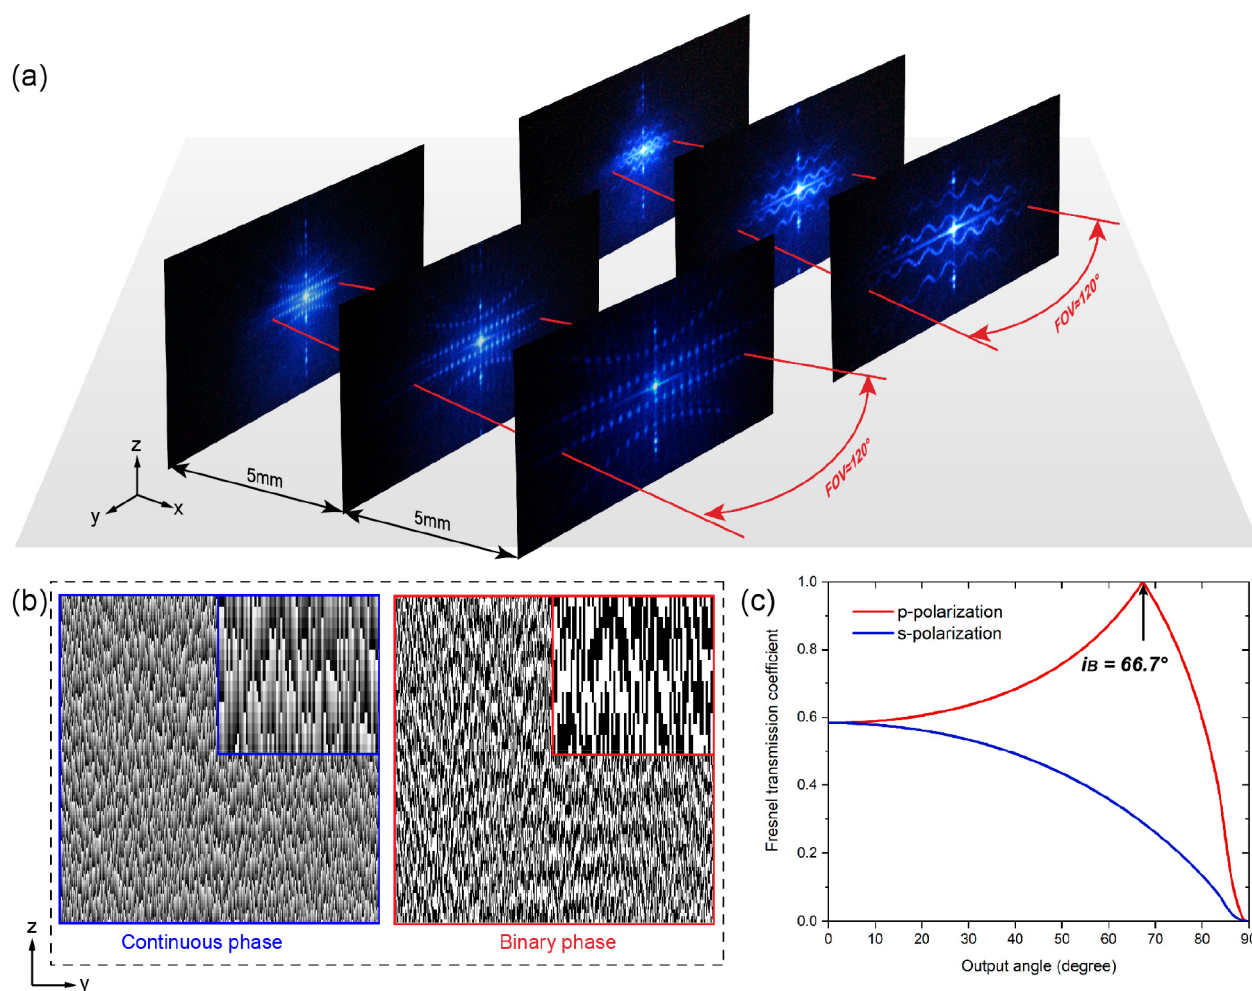 (a)
FOV≈120°
FOV≈120°
z
y
x
5mm
5mm
(b)
Continuous phase
Binary phase
z
y
(c)
Fresnel transmission coefficient
1.0
0.8
0.6
0.4
0.2
0.0
p-polarization
s-polarization
iB = 66.7°
0 10 20 30 40 50 60 70 80 90
Output angle (degree)